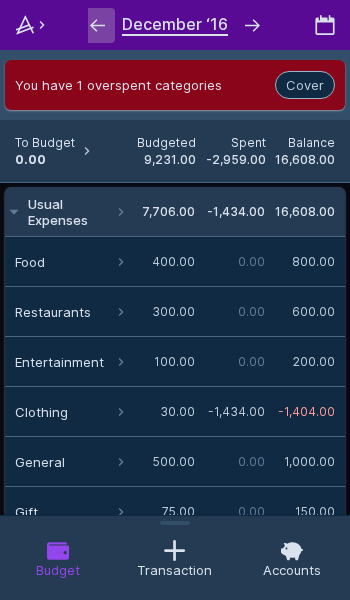 December ‘16
You have 1 overspent categories
Cover
To Budget Budgeted Spent Balance
0.00 9,231.00 -2,959.00 16,608.00
Usual Expenses 7,706.00 -1,434.00 16,608.00
Food 400.00 0.00 800.00
Restaurants 300.00 0.00 600.00
Entertainment 100.00 0.00 200.00
Clothing 30.00 -1,434.00 -1,404.00
General 500.00 0.00 1,000.00
Gift 75.00 0.00 150.00
Budget Transaction Accounts